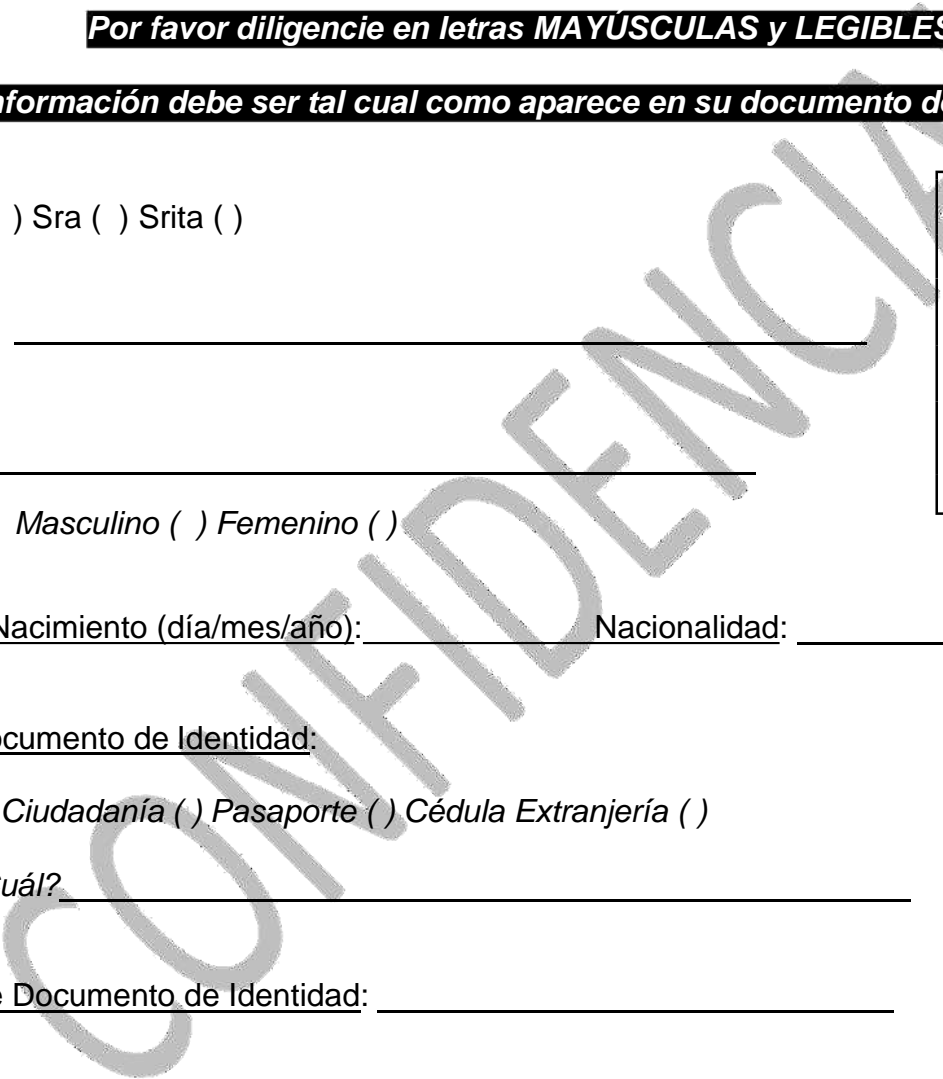 Por favor diligencie en letras MAYÚSCULAS y LEGIBLES
nformación debe ser tal cual como aparece en su documento d
) Sra ( ) Srita ( )
Masculino ( ) Femenino ( )
Nacimiento (día/mes/año): Nacionalidad:
ocumento de Identidad:
Ciudadanía ( ) Pasaporte ( ) Cédula Extranjería ( )
uál?
e Documento de Identidad:
CONFIDENCIA